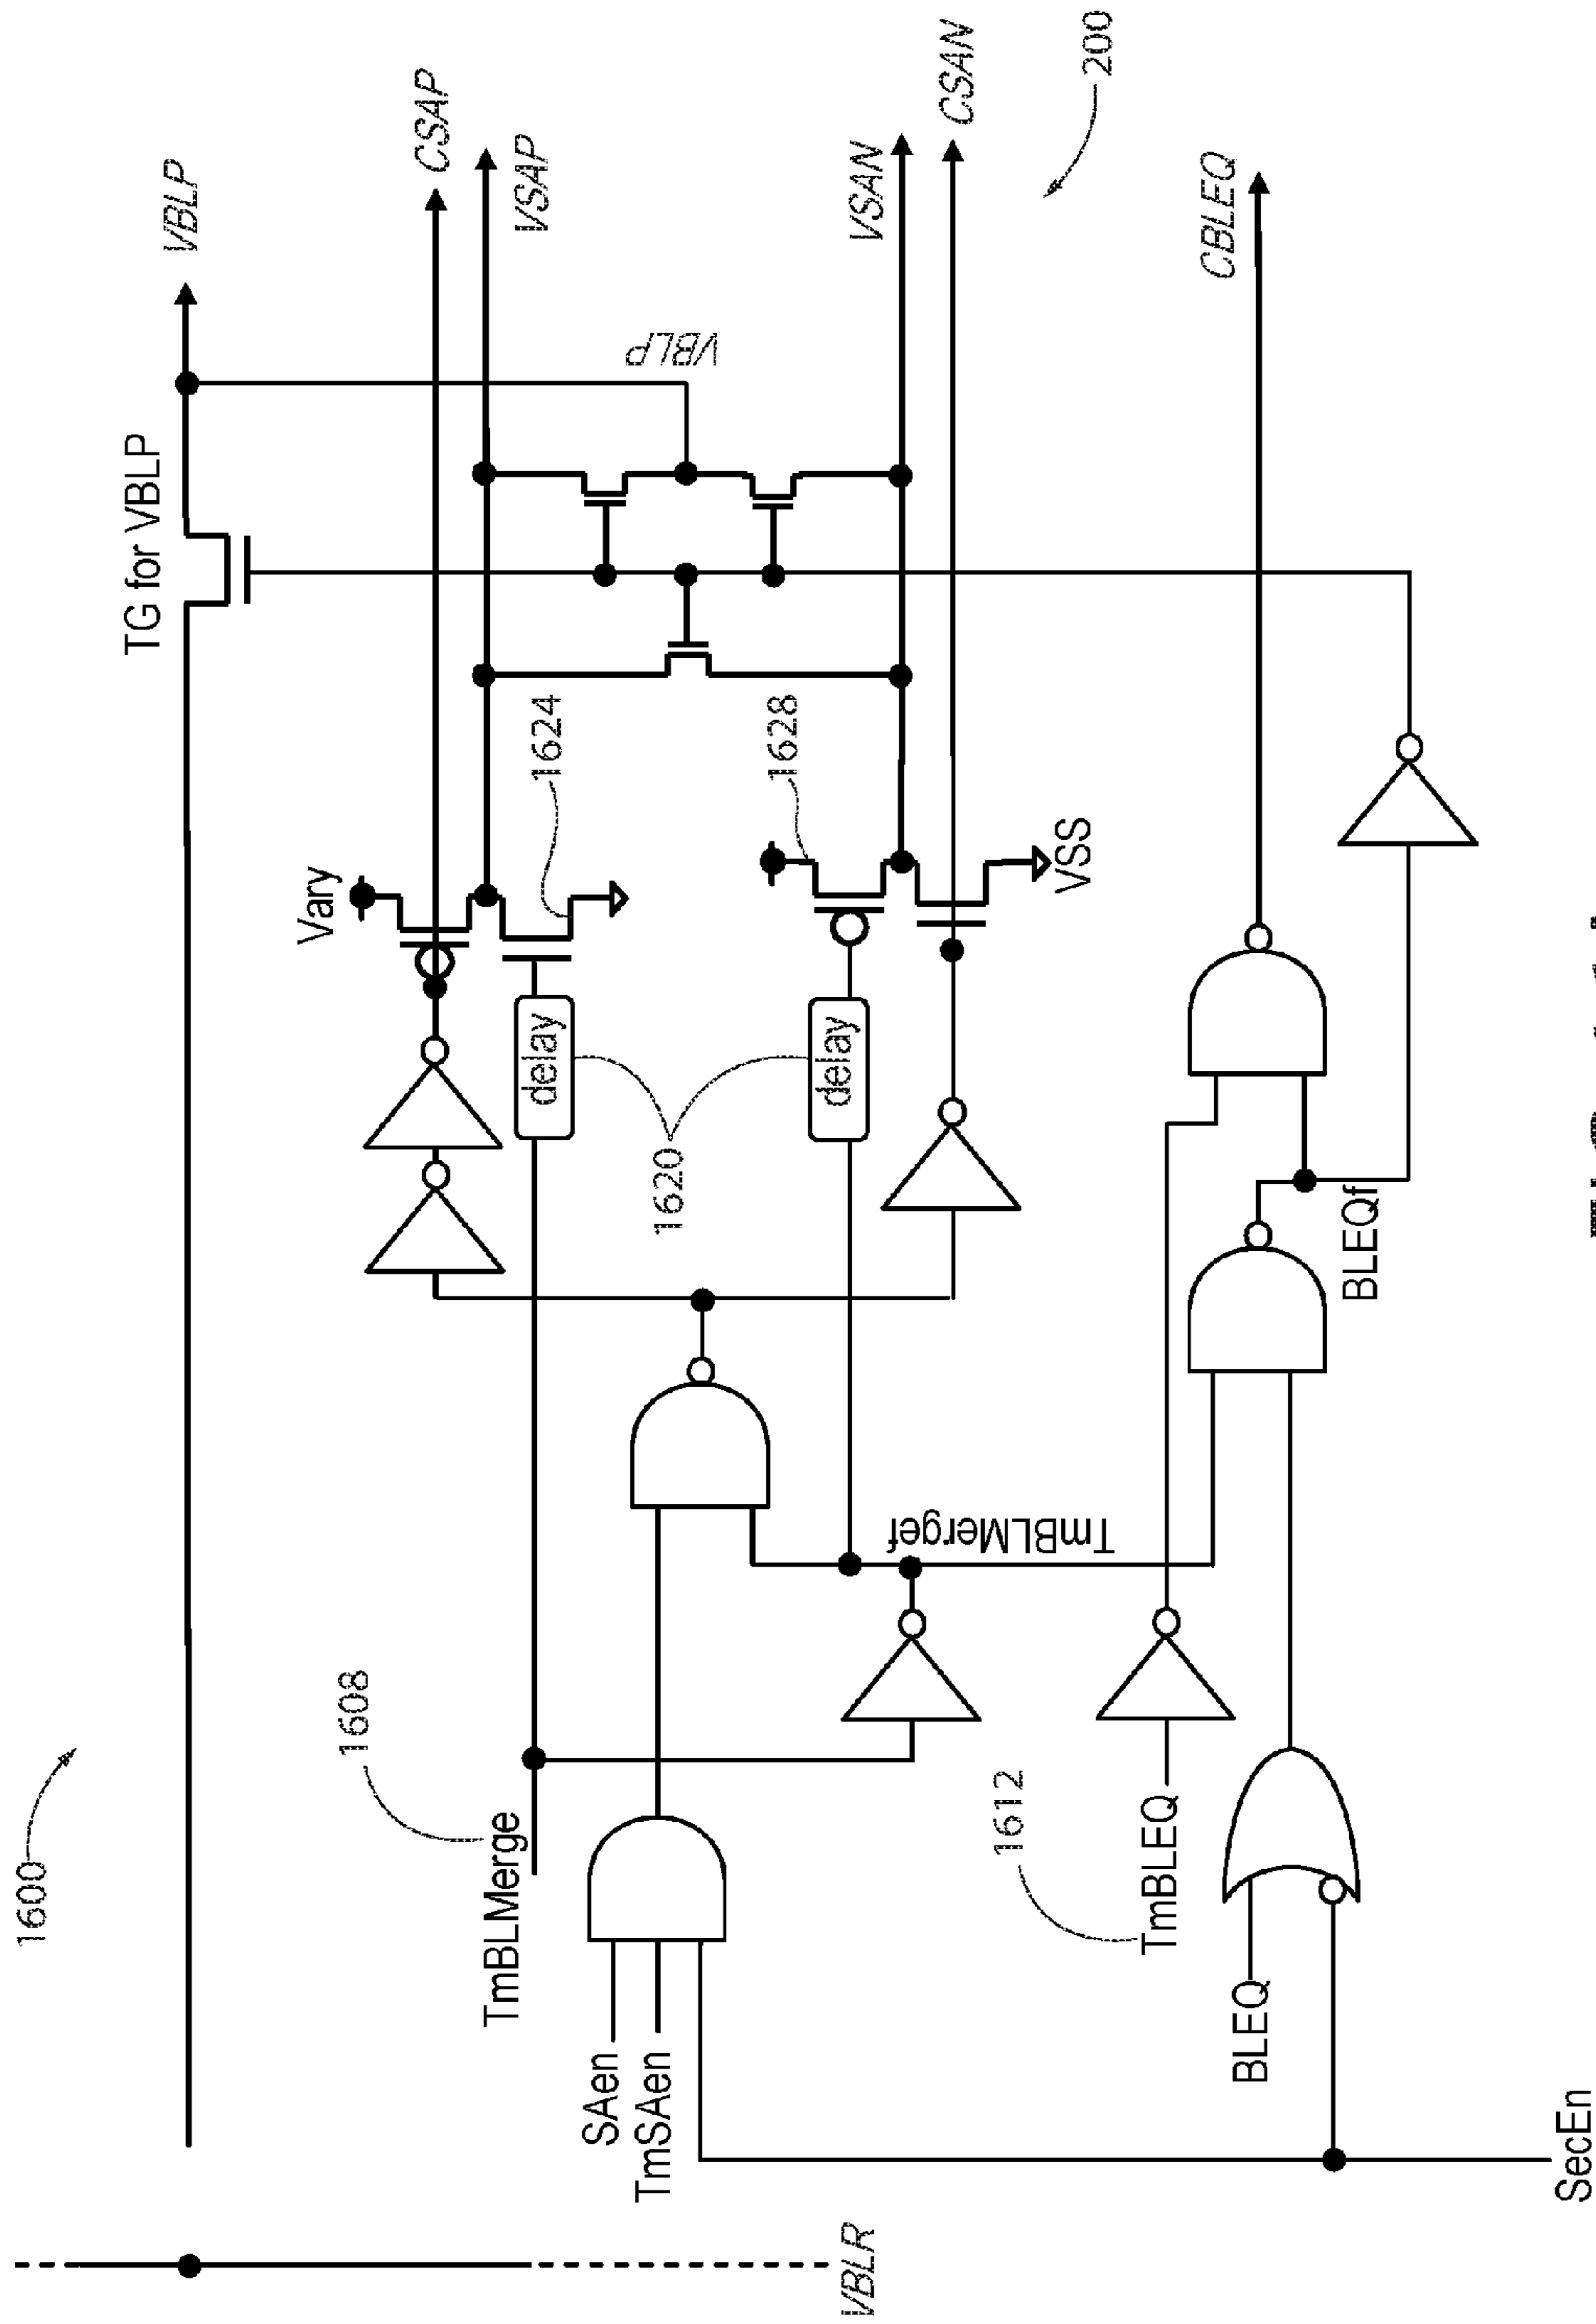 1600
VBLR
TG for VBLP
VBLP
CSAP
VSAP
VBLP
VSAN
CSAN
200
CBLEQ
Vary
1624
1628
VSS
delay
delay
1620
1608
TmBLMerge
SAen
TmSAen
TmBLMergef
1612
TmBLEQ
BLEQ
BLEQf
SecEn